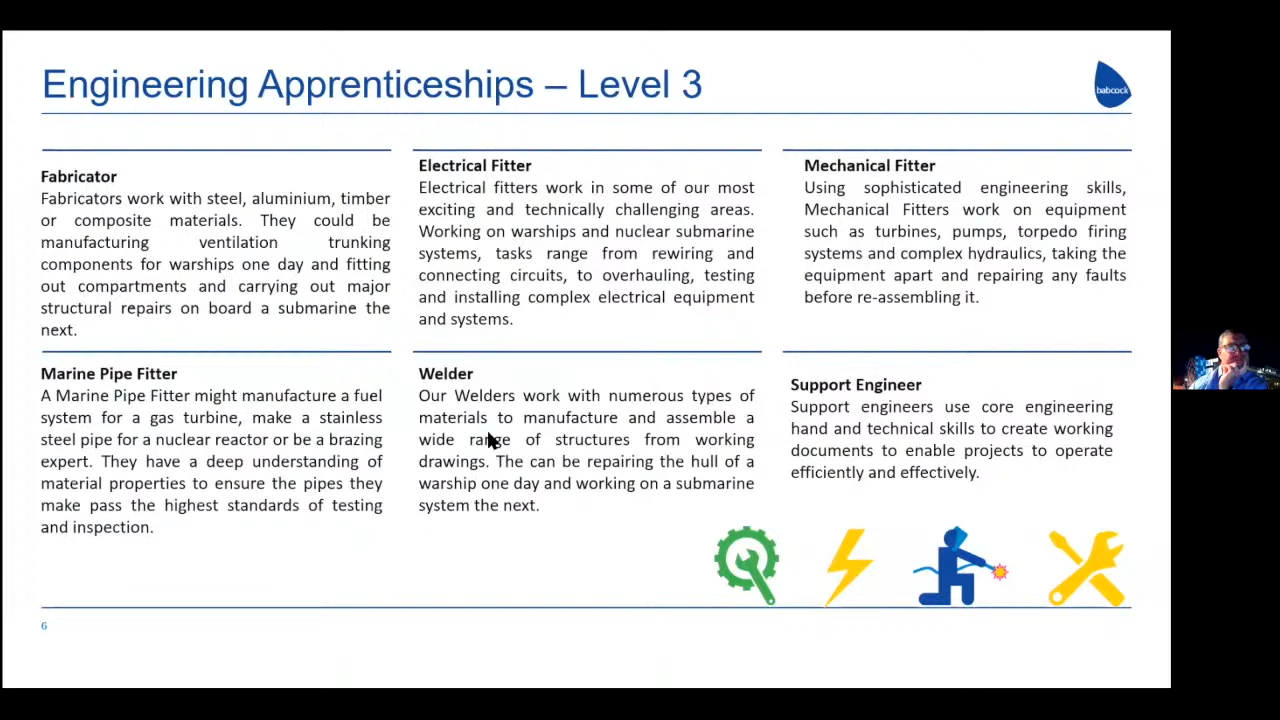 Engineering Apprenticeships – Level 3
babcock
Fabricator
Fabricators work with steel, aluminium, timber
or composite materials. They could be
manufacturing ventilation trunking
components for warships one day and fitting
out compartments and carrying out major
structural repairs on board a submarine the
next.
Electrical Fitter
Electrical fitters work in some of our most
exciting and technically challenging areas.
Working on warships and nuclear submarine
systems, tasks range from rewiring and
connecting circuits, to overhauling, testing
and installing complex electrical equipment
and systems.
Mechanical Fitter
Using sophisticated engineering skills,
Mechanical Fitters work on equipment
such as turbines, pumps, torpedo firing
systems and complex hydraulics, taking the
equipment apart and repairing any faults
before re-assembling it.
Marine Pipe Fitter
A Marine Pipe Fitter might manufacture a fuel
system for a gas turbine, make a stainless
steel pipe for a nuclear reactor or be a brazing
expert. They have a deep understanding of
material properties to ensure the pipes they
make pass the highest standards of testing
and inspection.
Welder
Our Welders work with numerous types of
materials to manufacture and assemble a
wide range of structures from working
drawings. The can be repairing the hull of a
warship one day and working on a submarine
system the next.
Support Engineer
Support engineers use core engineering
hand and technical skills to create working
documents to enable projects to operate
efficiently and effectively.
6